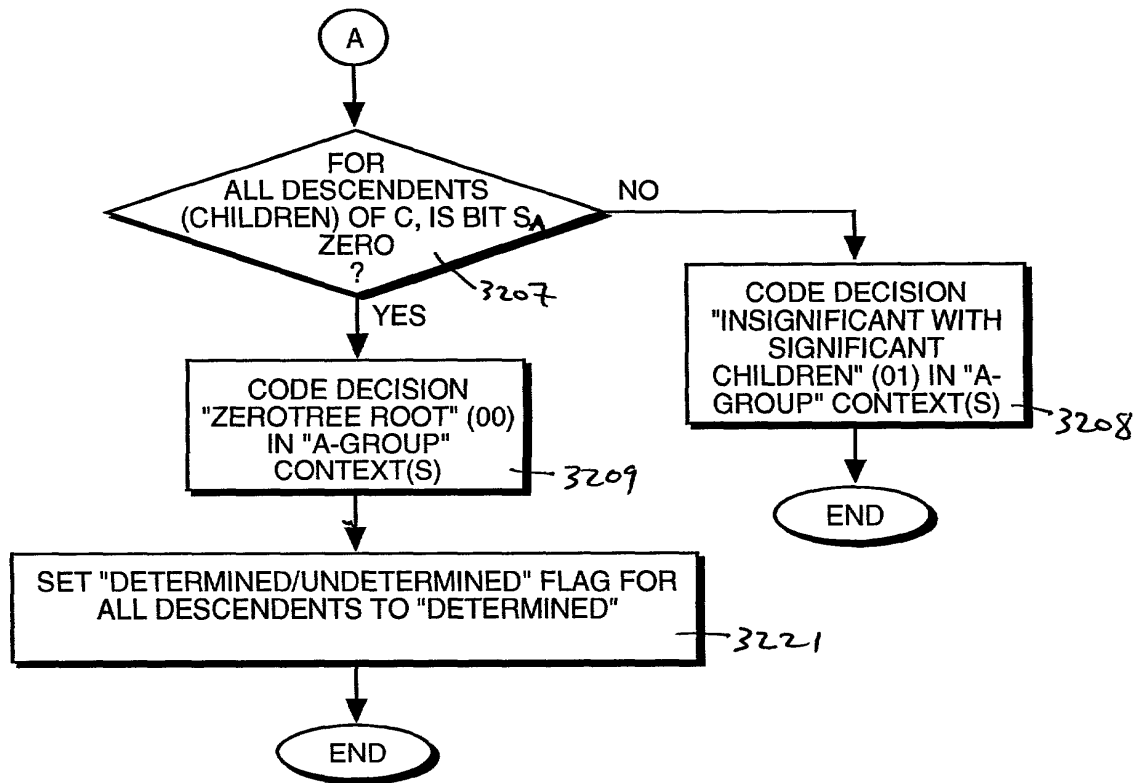 A
FOR
ALL DESCENDENTS
(CHILDREN) OF C, IS BIT SA
ZERO
?
3207
NO
YES
CODE DECISION
"INSIGNIFICANT WITH
SIGNIFICANT
CHILDREN" (01) IN "A-
GROUP" CONTEXT(S)
3208
END
CODE DECISION
"ZEROTREE ROOT" (00)
IN "A-GROUP"
CONTEXT(S)
3209
SET "DETERMINED/UNDETERMINED" FLAG FOR
ALL DESCENDENTS TO "DETERMINED"
3221
END